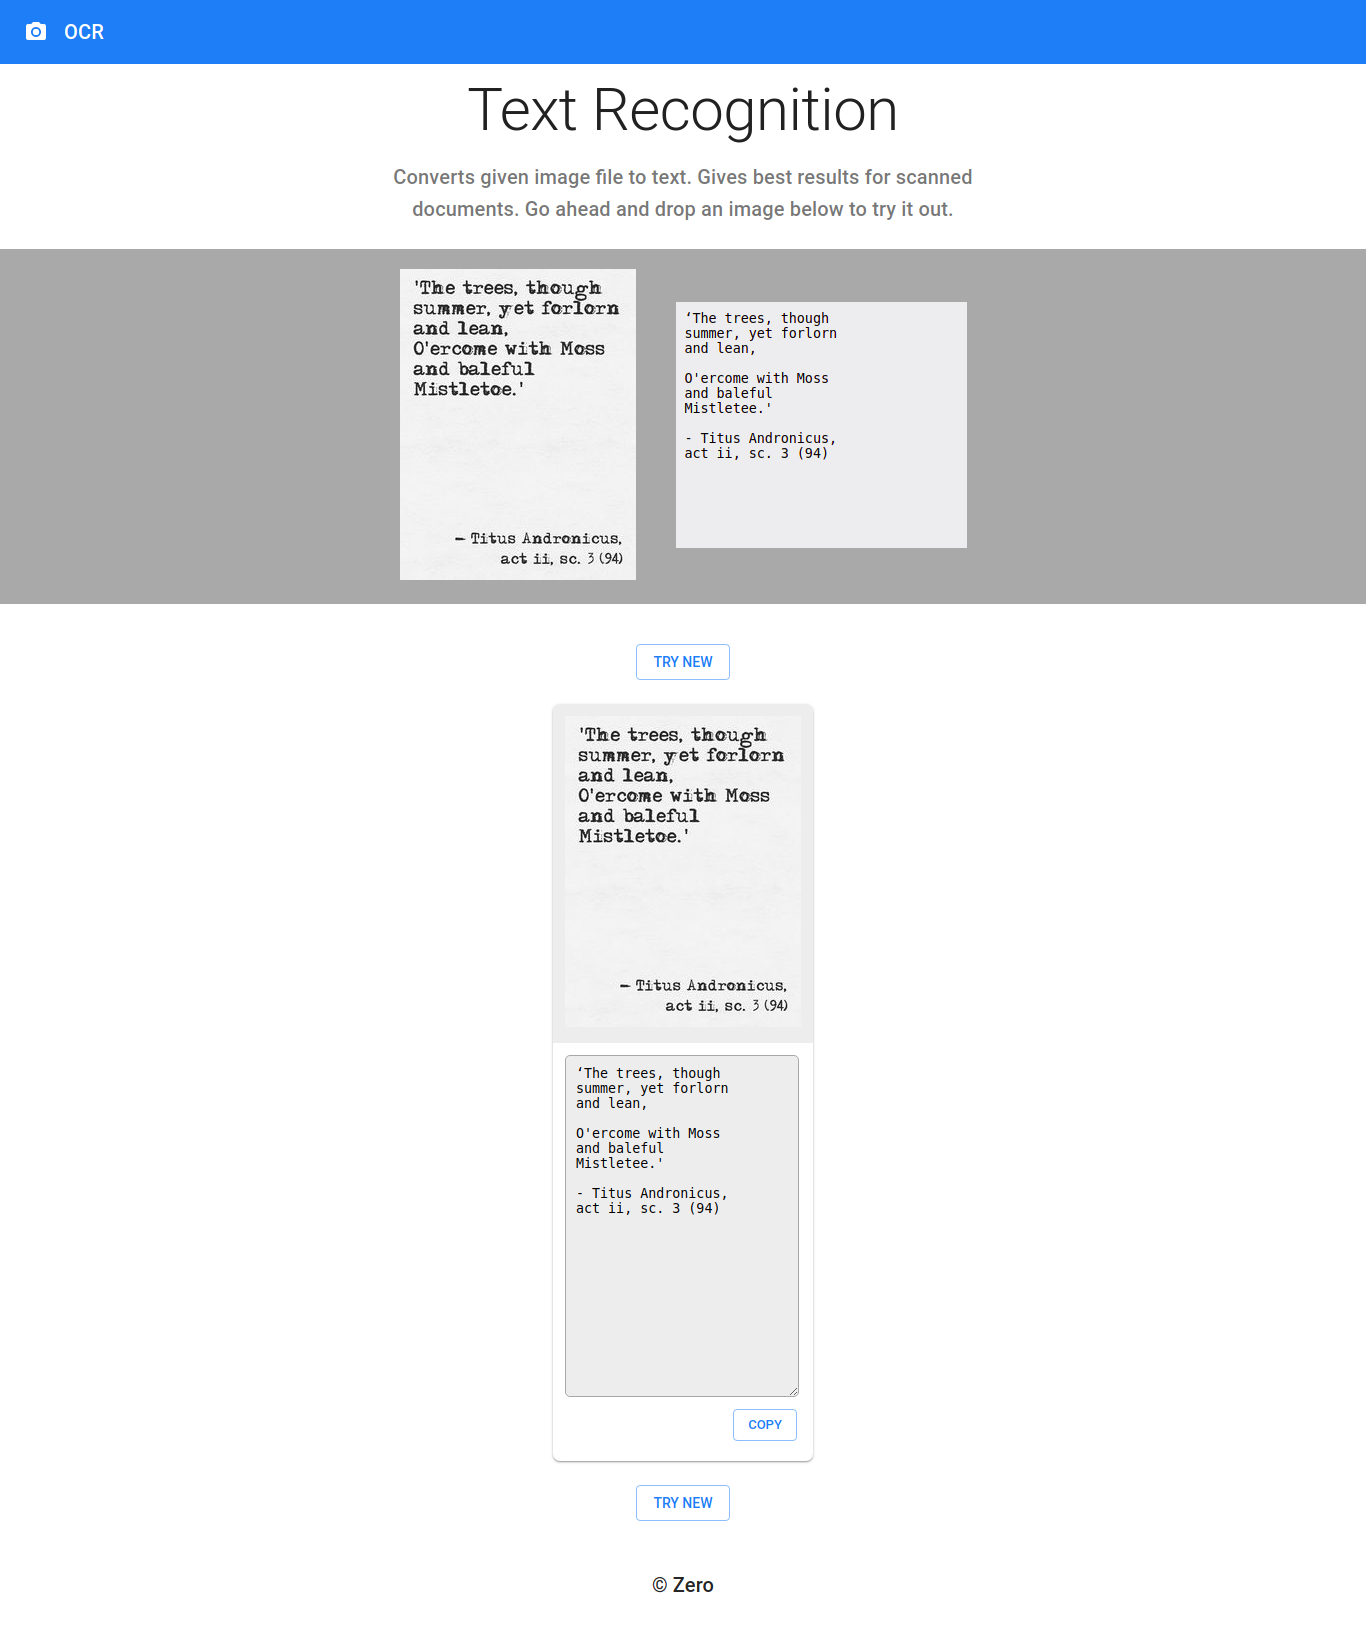 OCR
Text Recognition
Converts given image file to text. Gives best results for scanned
documents. Go ahead and drop an image below to try it out.
'The trees, though
summer, yet forlorn
and lean,
O'ercome with Moss
and baleful
Mistletoe.'
– Titus Andronicus,
act ii, sc. 3 (94)
‘The trees, though
summer, yet forlorn
and lean,
O'ercome with Moss
and baleful
Mistletee.'
- Titus Andronicus,
act ii, sc. 3 (94)
TRY NEW
'The trees, though
summer, yet forlorn
and lean,
O'ercome with Moss
and baleful
Mistletoe.'
– Titus Andronicus,
act ii, sc. 3 (94)
‘The trees, though
summer, yet forlorn
and lean,
O'ercome with Moss
and baleful
Mistletee.'
- Titus Andronicus,
act ii, sc. 3 (94)
COPY
TRY NEW
© Zero